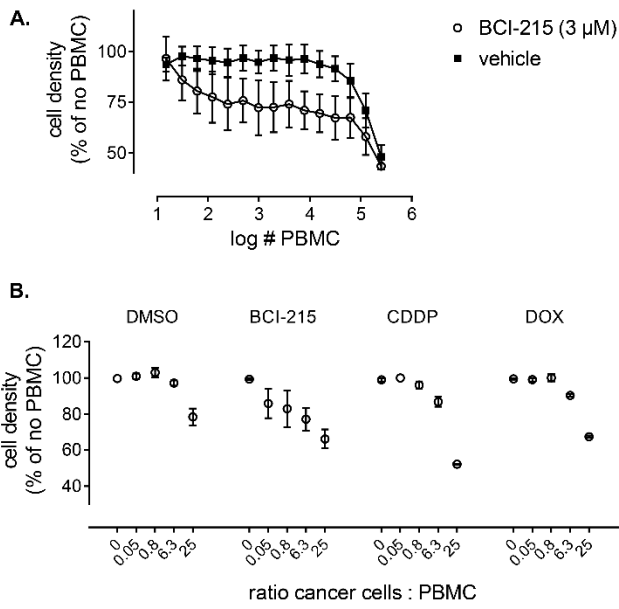 A.
BCI-215 (3 µM)
vehicle
cell density
(% of no PBMC)
100
75
50
1 2 3 4 5 6
log # PBMC
B.
DMSO BCI-215 CDDP DOX
cell density
(% of no PBMC)
120
100
80
60
40
0 0.05 0.8 6.3 25 0 0.05 0.8 6.3 25 0 0.05 0.8 6.3 25 0 0.05 0.8 6.3 25
ratio cancer cells : PBMC